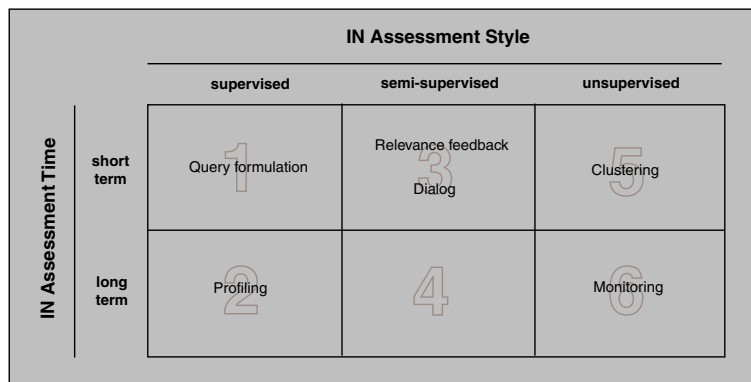 IN Assessment Style
supervised
semi-supervised
unsupervised
IN Assessment Time
short
term
1
Query formulation
3
Relevance feedback
Dialog
5
Clustering
long
term
2
Profiling
4
6
Monitoring